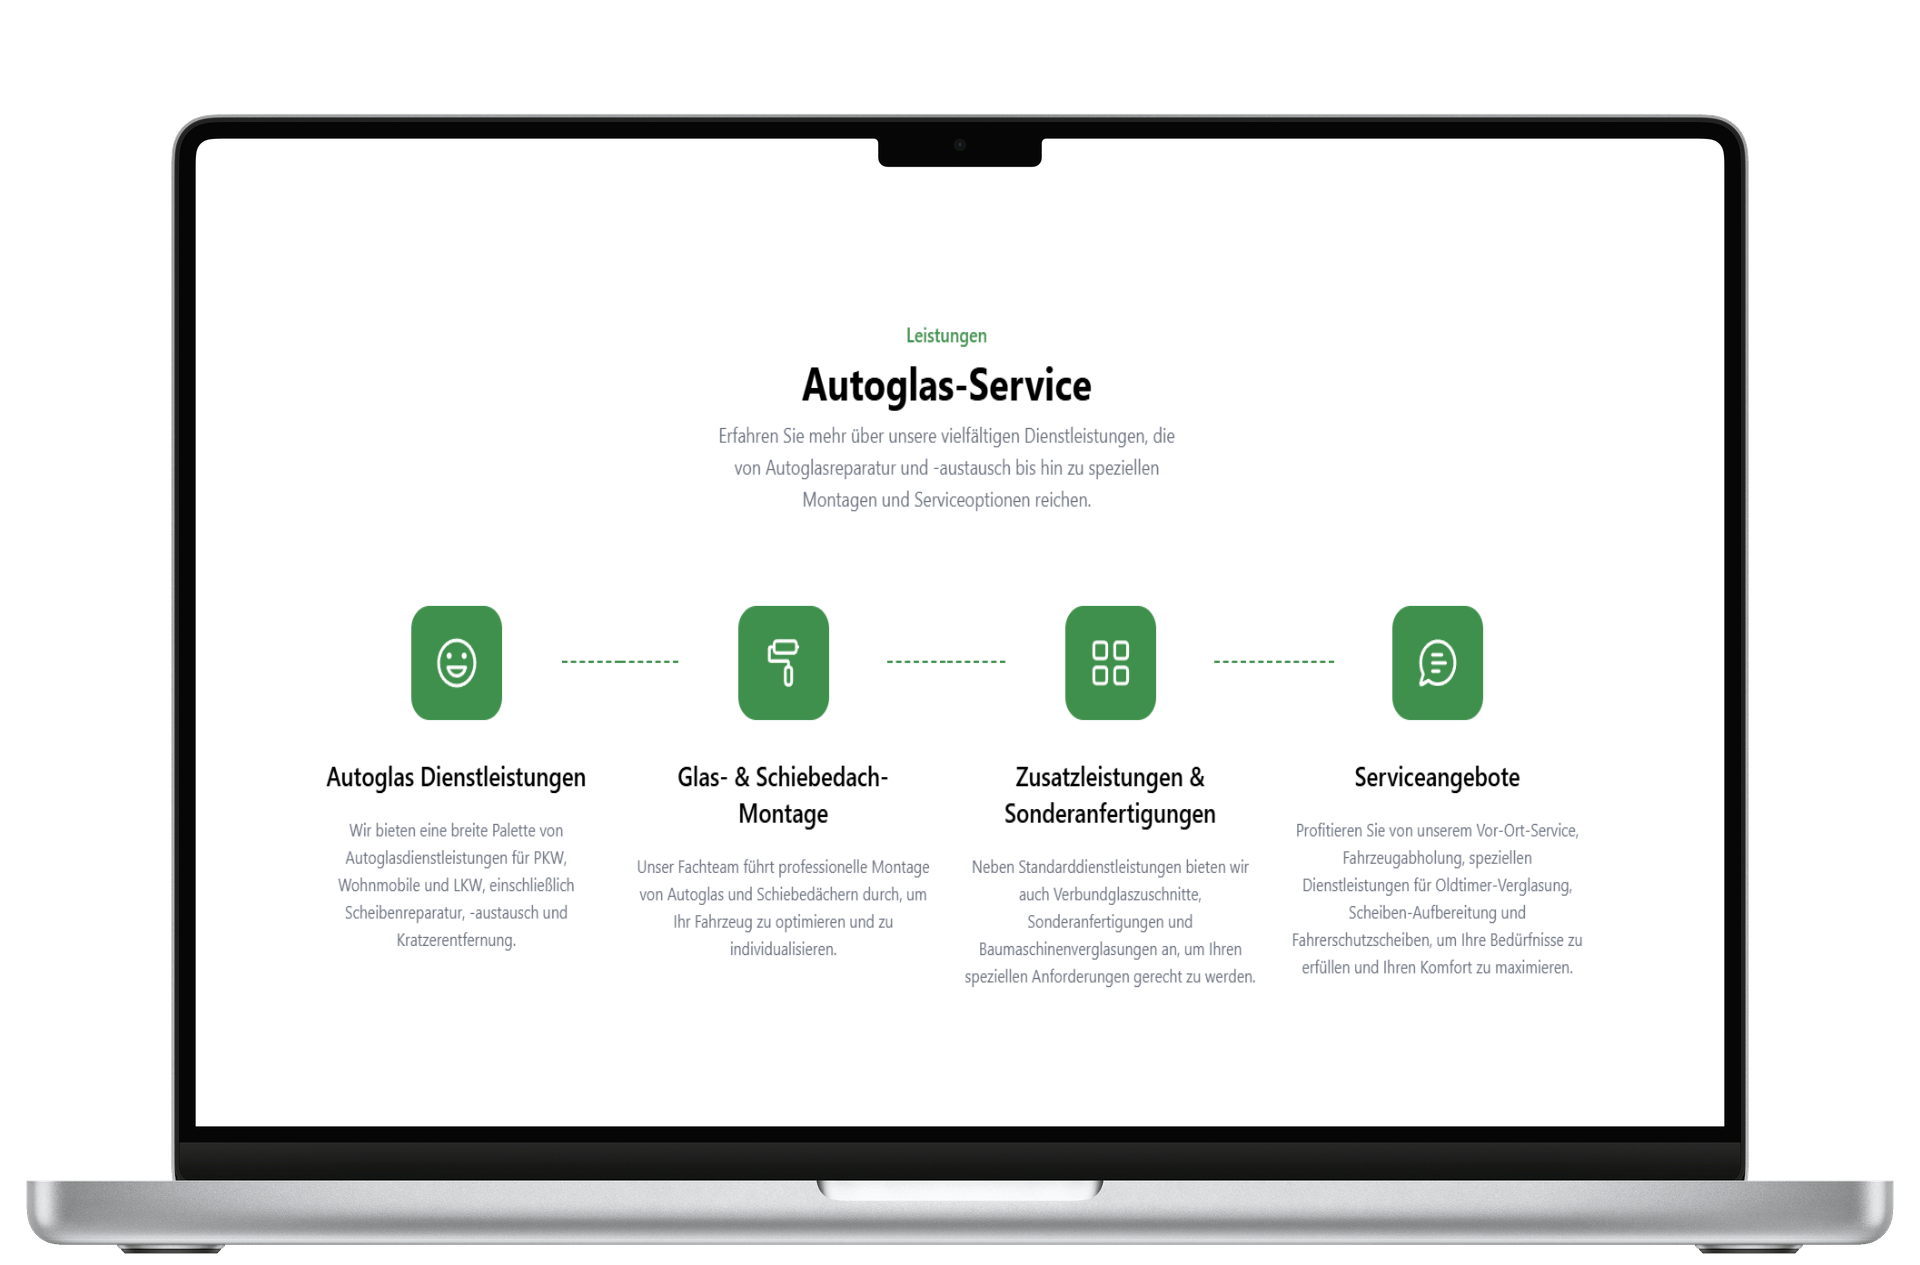 Leistungen
Autoglas-Service
Erfahren Sie mehr über unsere vielfältigen Dienstleistungen, die
von Autoglasreparatur und -austausch bis hin zu speziellen
Montagen und Serviceoptionen reichen.
Autoglas Dienstleistungen
Wir bieten eine breite Palette von
Autoglasdienstleistungen für PKW,
Wohnmobile und LKW, einschließlich
Scheibenreparatur, -austausch und
Kratzerentfernung.
Glas- & Schiebedach-
Montage
Unser Fachteam führt professionelle Montage
von Autoglas und Schiebedächern durch, um
Ihr Fahrzeug zu optimieren und zu
individualisieren.
Zusatzleistungen &
Sonderanfertigungen
Neben Standarddienstleistungen bieten wir
auch Verbundglaszuschnitte,
Sonderanfertigungen und
Baumaschinenverglasungen an, um Ihren
speziellen Anforderungen gerecht zu werden.
Serviceangebote
Profitieren Sie von unserem Vor-Ort-Service,
Fahrzeugabholung, speziellen
Dienstleistungen für Oldtimer-Verglasung,
Scheiben-Aufbereitung und
Fahrerschutzscheiben, um Ihre Bedürfnisse zu
erfüllen und Ihren Komfort zu maximieren.